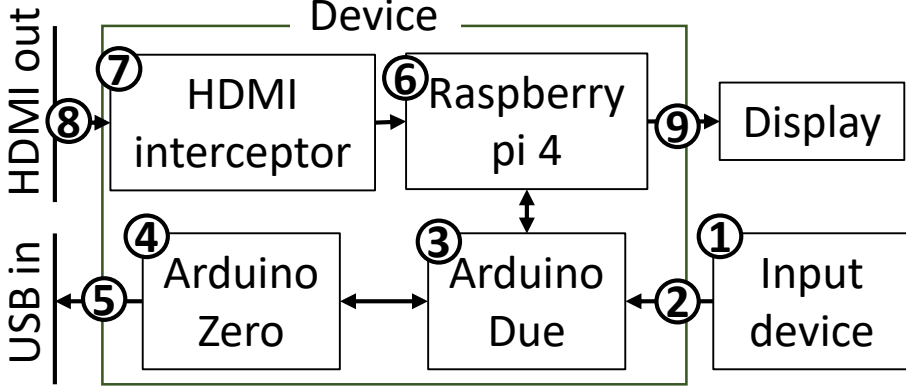 Device
HDMI out
8
7
HDMI
interceptor
6
Raspberry
pi 4
9
Display
USB in
5
4
Arduino
Zero
3
Arduino
Due
2
1
Input
device